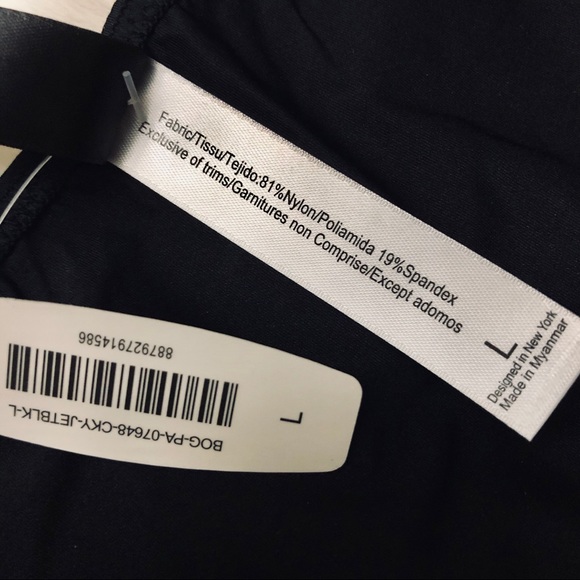 Fabric/Tissu/Tejido:81%Nylon/Poliamida 19%Spandex
Exclusive of trims/Garnitures non Comprise/Except adornos
L
Designed in New York
Made in Myanmar
L
BOG-PA-07648-CKY-JETBLK-L
887927914586